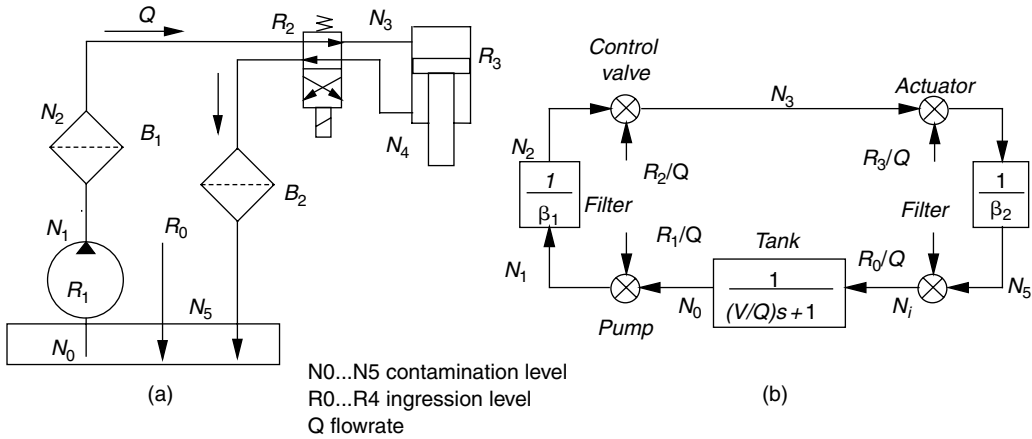 Q
R2
N3
R3
N2
B1
N4
B2
N1
R0
R1
N5
N0
(a)
Control
valve
Actuator
N3
N2
R2/Q
R3/Q
1
β1
Filter
Filter
1
β2
R1/Q
Tank
R0/Q
N1
1
(V/Q)s+1
N0
Ni
N5
Pump
(b)
N0...N5 contamination level
R0...R4 ingression level
Q flowrate